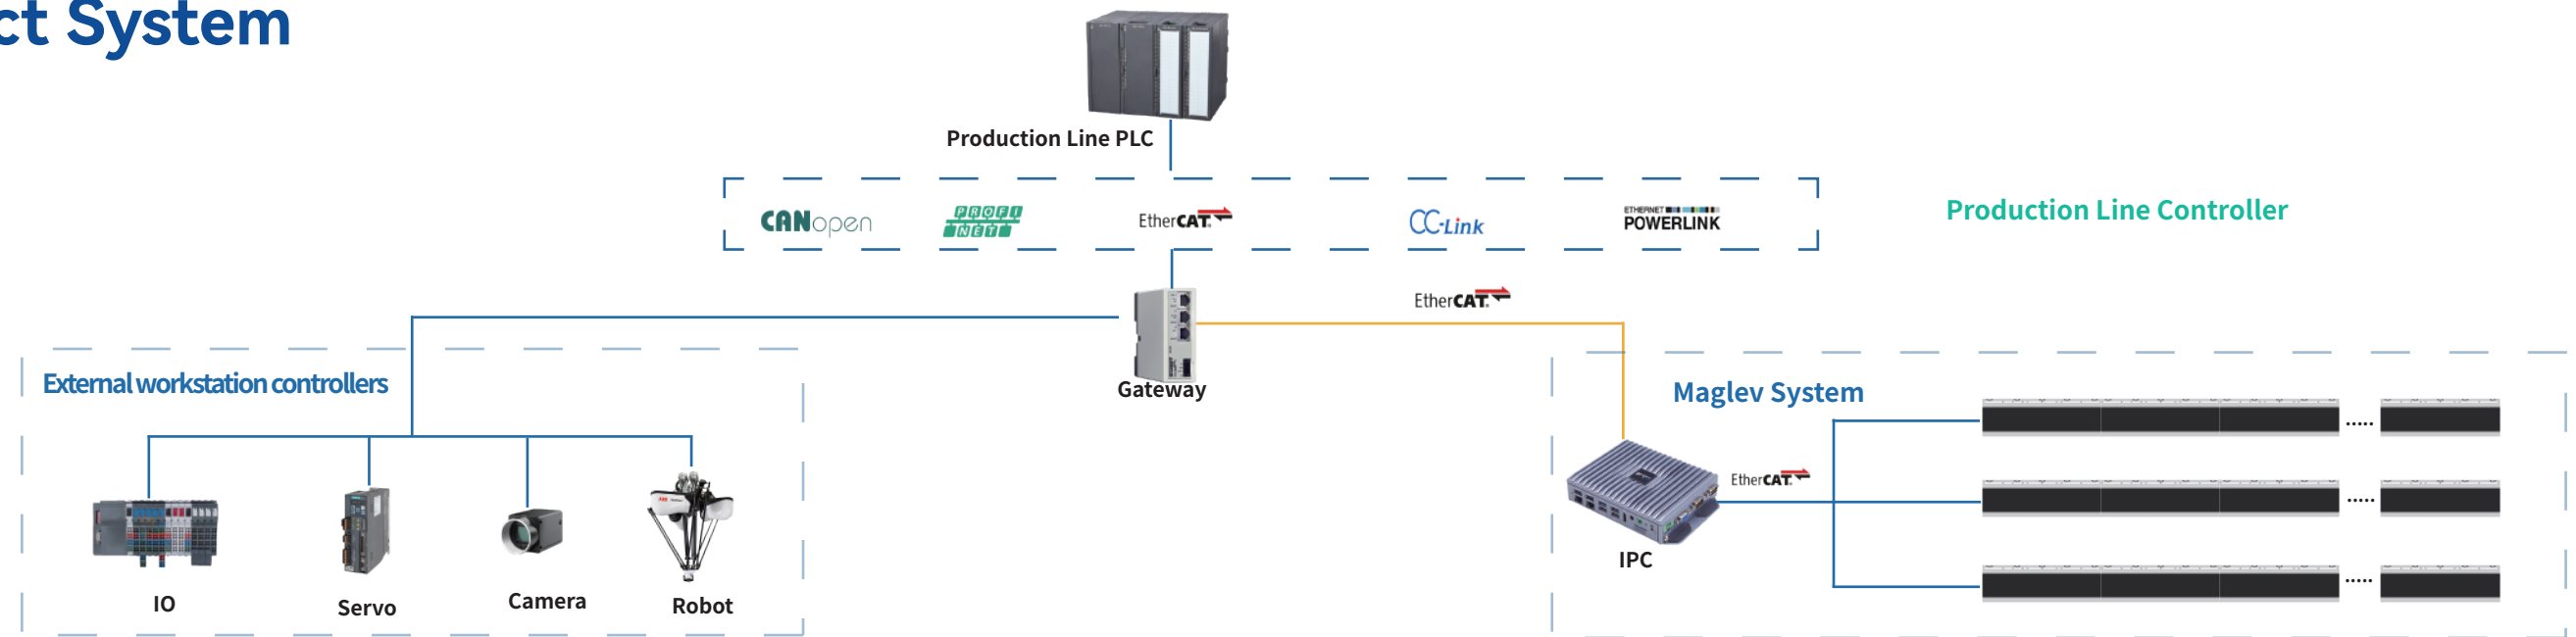 ct System
Production Line PLC
CANopen
PROFI
NET
EtherCAT
CC-Link
ETHERNET
POWERLINK
Production Line Controller
EtherCAT
Gateway
External workstation controllers
Maglev System
EtherCAT
IPC
IO
Servo
Camera
Robot
ABB